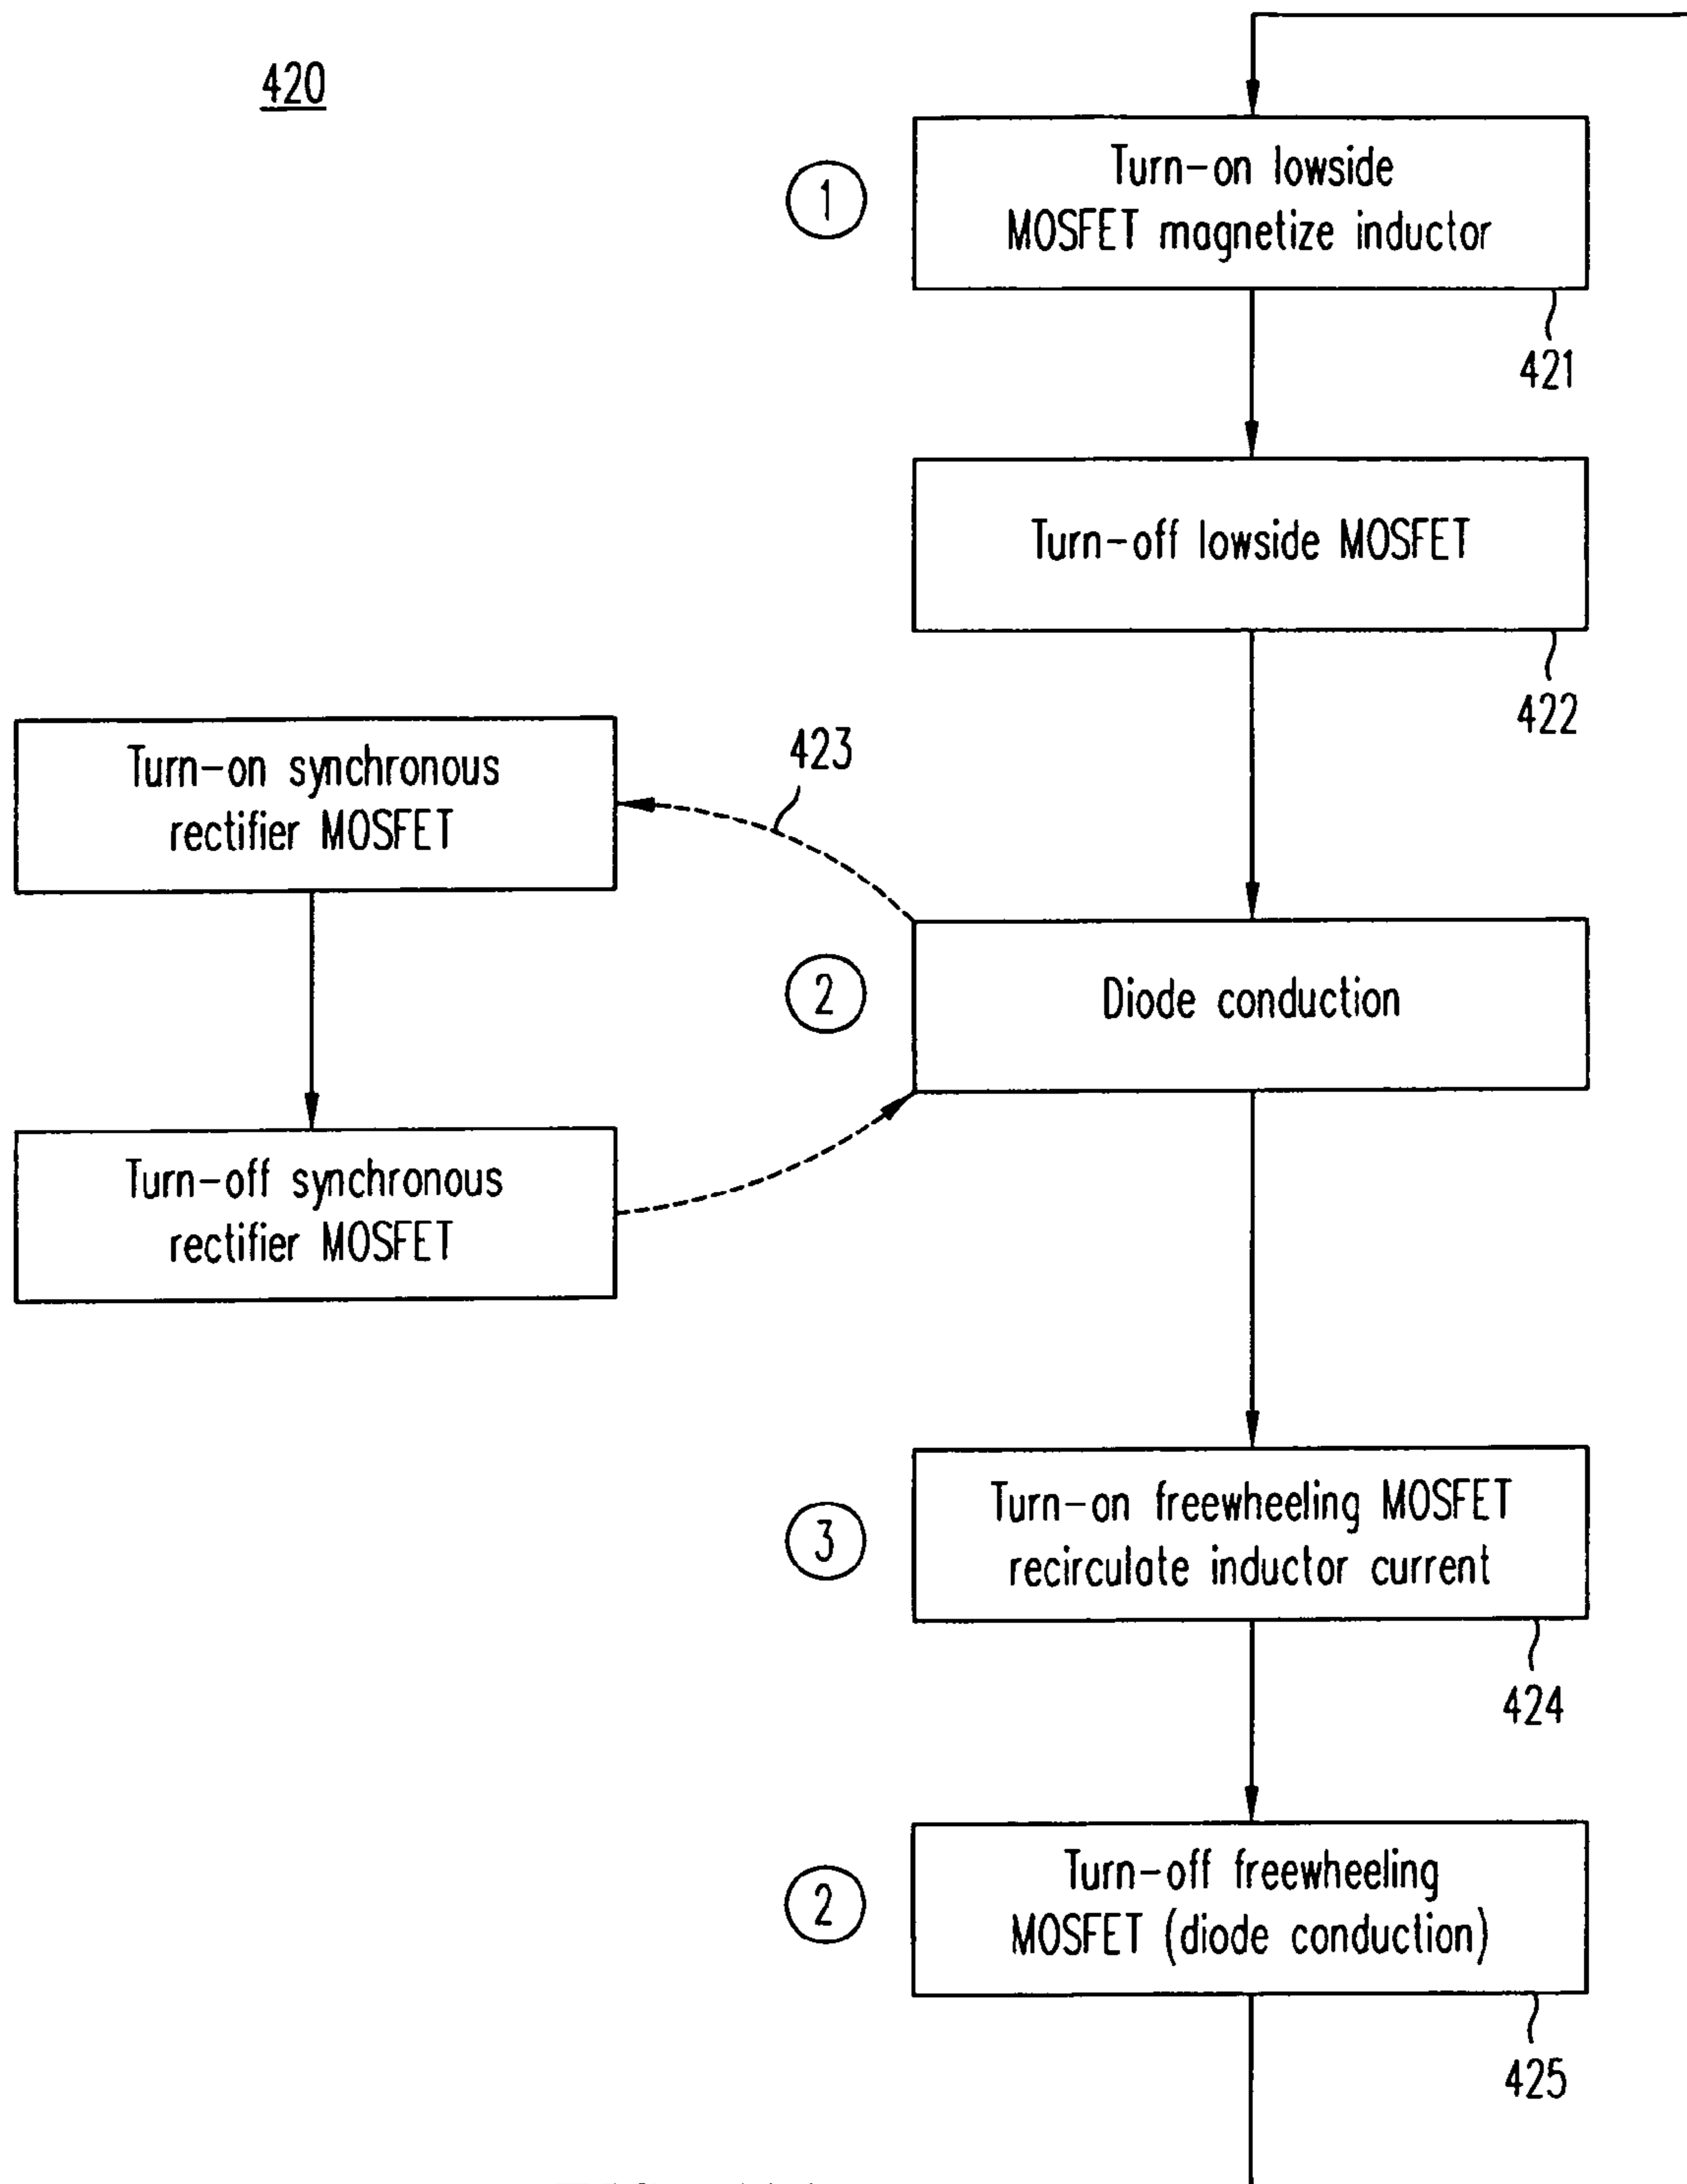 420
1
Turn-on lowside
MOSFET magnetize inductor
421
Turn-off lowside MOSFET
422
Turn-on synchronous
rectifier MOSFET
423
2
Diode conduction
Turn-off synchronous
rectifier MOSFET
3
Turn-on freewheeling MOSFET
recirculate inductor current
424
2
Turn-off freewheeling
MOSFET (diode conduction)
425